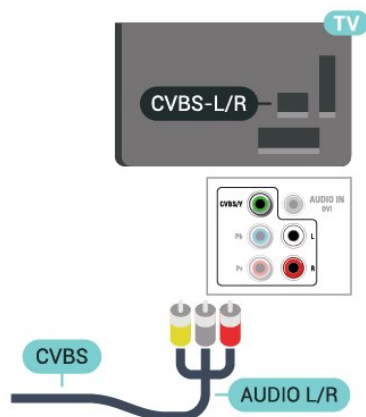 TV
CVBS-L/R
CVBS/Y
AUDIO IN
DVI
Pb
L
Pr
R
CVBS
AUDIO L/R